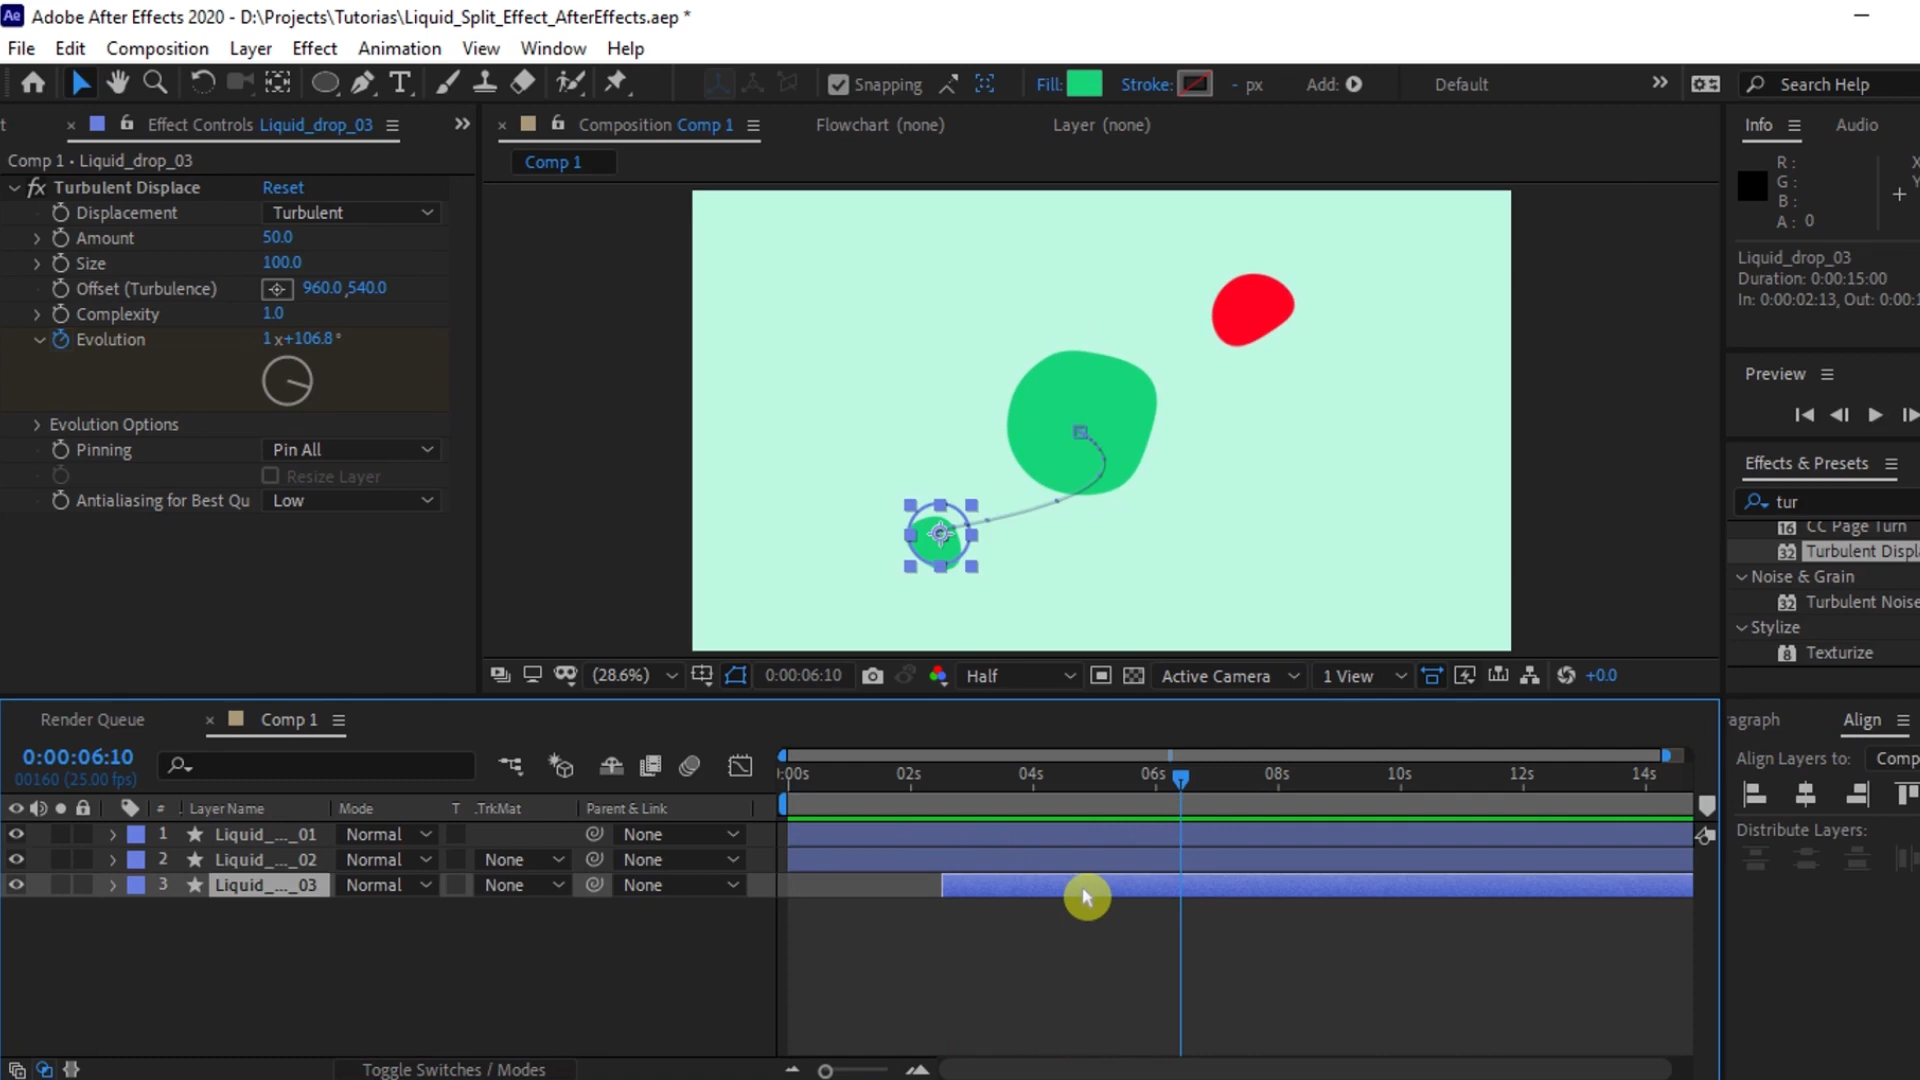 Ae Adobe After Effects 2020 - D:\Projects\Tutorias\Liquid_Split_Effect_AfterEffects.aep *
File Edit Composition Layer Effect Animation View Window Help
Snapping Fill: Stroke: - px Add: Default Search Help
t Effect Controls Liquid_drop_03
Comp 1 • Liquid_drop_03
fx Turbulent Displace Reset
Displacement Turbulent
Amount 50.0
Size 100.0
Offset (Turbulence) 960.0,540.0
Complexity 1.0
Evolution 1x+106.8°
Evolution Options
Pinning Pin All
Resize Layer
Antialiasing for Best Qu Low
Composition Comp 1 Flowchart (none) Layer (none)
Comp 1
(28.6%) 0:00:06:10 Half Active Camera 1 View +0.0
Info Audio
R: X
G: Y
B:
A: 0
Liquid_drop_03
Duration: 0:00:15:00
In: 0:00:02:13, Out: 0:00:1
Preview
Effects & Presets
tur
16 CC Page Turn
32 Turbulent Displ
Noise & Grain
32 Turbulent Noise
Stylize
8 Texturize
Render Queue Comp 1
0:00:06:10
00160 (25.00 fps)
:00s 02s 04s 06s 08s 10s 12s 14s
# Layer Name Mode T .TrkMat Parent & Link
1 Liquid_..._01 Normal None
2 Liquid_..._02 Normal None None
3 Liquid_..._03 Normal None None
Toggle Switches / Modes
ragraph Align
Align Layers to: Comp
Distribute Layers: